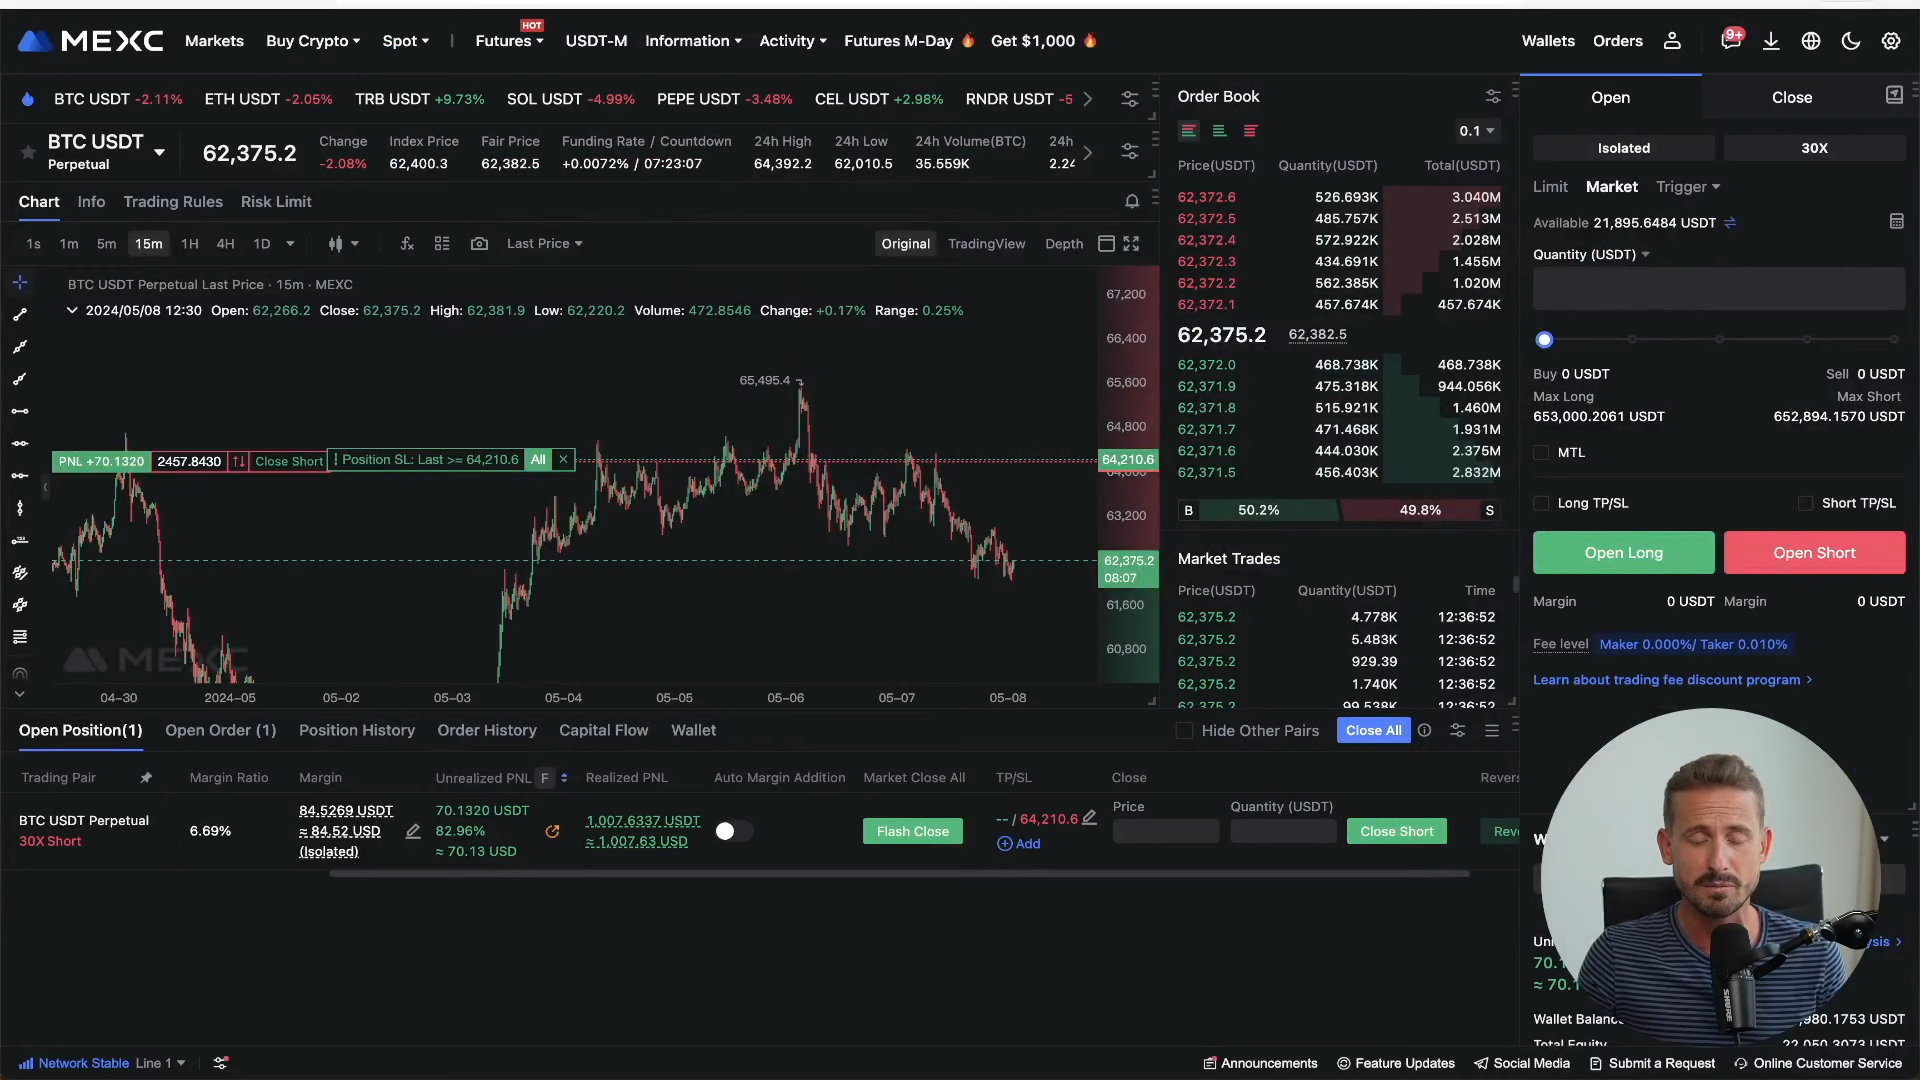 MEXC Markets Buy Crypto Spot | Futures HOT USDT-M Information Activity Futures M-Day Get $1,000 Wallets Orders 9+
BTC USDT -2.11% ETH USDT -2.05% TRB USDT +9.73% SOL USDT -4.99% PEPE USDT -3.48% CEL USDT +2.98% RNDR USDT -5
BTC USDT
Perpetual
62,375.2
Change
-2.08%
Index Price
62,400.3
Fair Price
62,382.5
Funding Rate / Countdown
+0.0072% / 07:23:07
24h High
64,392.2
24h Low
62,010.5
24h Volume(BTC)
35.559K
24h
Chart Info Trading Rules Risk Limit
1s 1m 5m 15m 1H 4H 1D Last Price Original TradingView Depth
BTC USDT Perpetual Last Price · 15m · MEXC
2024/05/08 12:30 Open: 62,266.2 Close: 62,375.2 High: 62,381.9 Low: 62,220.2 Volume: 472.8546 Change: +0.17% Range: 0.25%
65,495.4
PNL +70.1320 2457.8430 Close Short Position SL: Last >= 64,210.6 All ×
67,200
66,400
65,600
64,800
64,210.6
63,200
62,375.2
08:07
61,600
60,800
MEXC
04-30 2024-05 05-02 05-03 05-04 05-05 05-06 05-07 05-08
Order Book
0.1
Price(USDT) Quantity(USDT) Total(USDT)
62,372.6 526.693K 3.040M
62,372.5 485.757K 2.513M
62,372.4 572.922K 2.028M
62,372.3 434.691K 1.455M
62,372.2 562.385K 1.020M
62,372.1 457.674K 457.674K
62,375.2 62,382.5
62,372.0 468.738K 468.738K
62,371.9 475.318K 944.056K
62,371.8 515.921K 1.460M
62,371.7 471.468K 1.931M
62,371.6 444.030K 2.375M
62,371.5 456.403K 2.832M
B 50.2% 49.8% S
Market Trades
Price(USDT) Quantity(USDT) Time
62,375.2 4.778K 12:36:52
62,375.2 5.483K 12:36:52
62,375.2 929.39 12:36:52
62,375.2 1.740K 12:36:52
62,375.2 99.538K 12:36:52
Open Close
Isolated 30X
Limit Market Trigger
Available 21,895.6484 USDT
Quantity (USDT)
Buy 0 USDT Sell 0 USDT
Max Long Max Short
653,000.2061 USDT 652,894.1570 USDT
MTL
Long TP/SL Short TP/SL
Open Long Open Short
Margin 0 USDT Margin 0 USDT
Fee level Maker 0.000%/ Taker 0.010%
Learn about trading fee discount program >
Open Position(1) Open Order (1) Position History Order History Capital Flow Wallet Hide Other Pairs Close All
Trading Pair Margin Ratio Margin Unrealized PNL F Realized PNL Auto Margin Addition Market Close All TP/SL Close Revers
BTC USDT Perpetual
30X Short
6.69%
84.5269 USDT
≈ 84.52 USD
(Isolated)
70.1320 USDT
82.96%
≈ 70.13 USD
1,007.6337 USDT
≈ 1,007.63 USD
Flash Close
-- / 64,210.6
Add
Price
Quantity (USDT)
Close Short
Rev
70.1
≈ 70.1
Wallet Balanc
980.1753 USDT
Total Equity 22,050.3073 USDT
SHURE
Network Stable Line 1 Announcements Feature Updates Social Media Submit a Request Online Customer Service